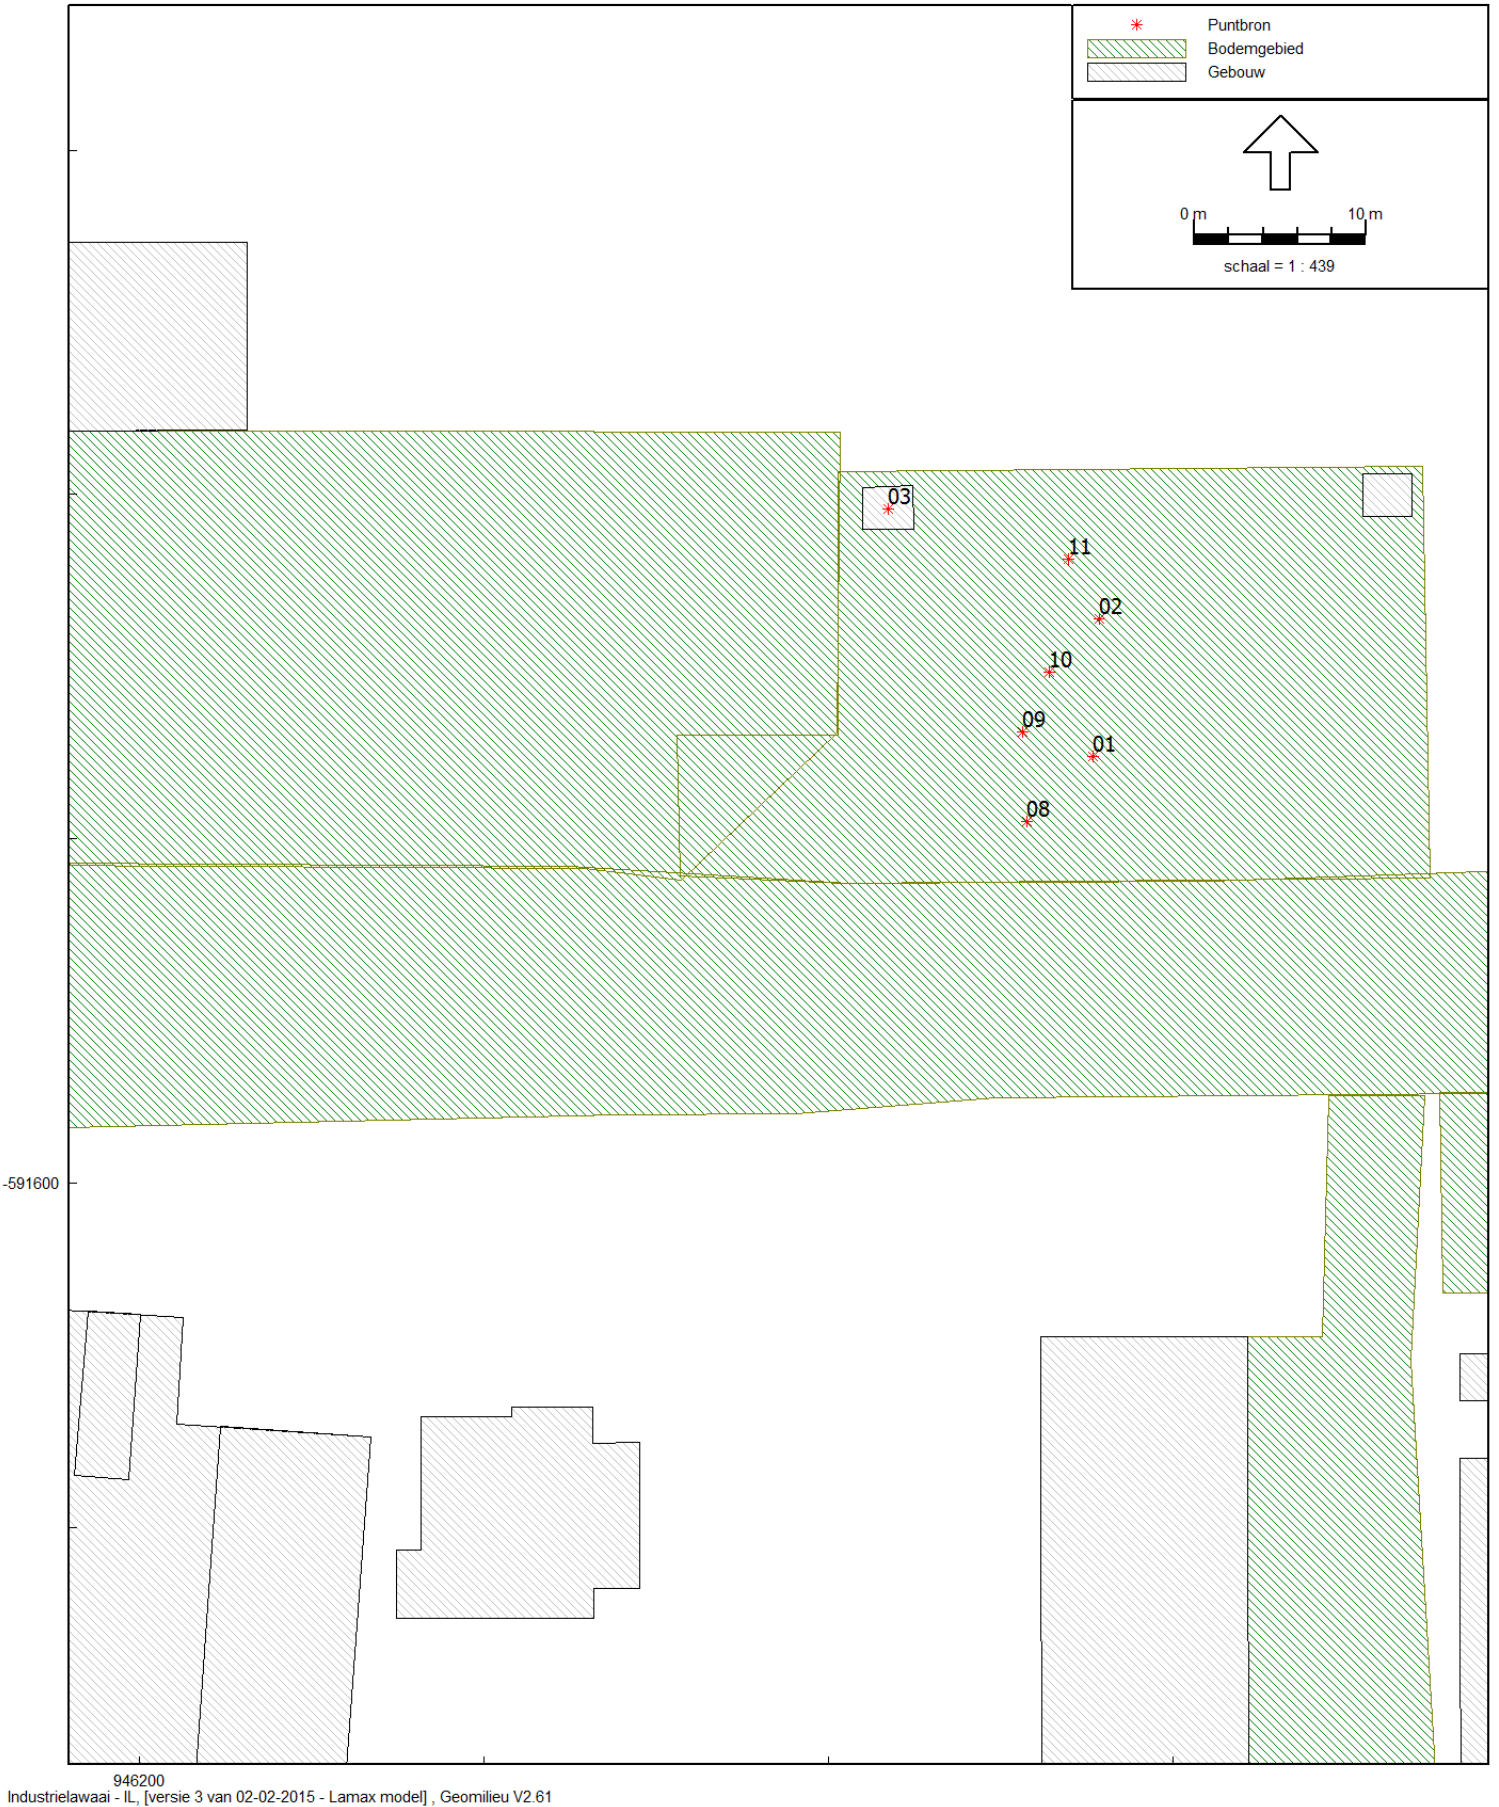 Puntbron
Bodemgebied
Gebouw
0 m 10 m
schaal = 1 : 439
03
11
02
10
09
01
08
-591600
946200
Industrielawaai - IL, [versie 3 van 02-02-2015 - Lamax model] , Geomilieu V2.61